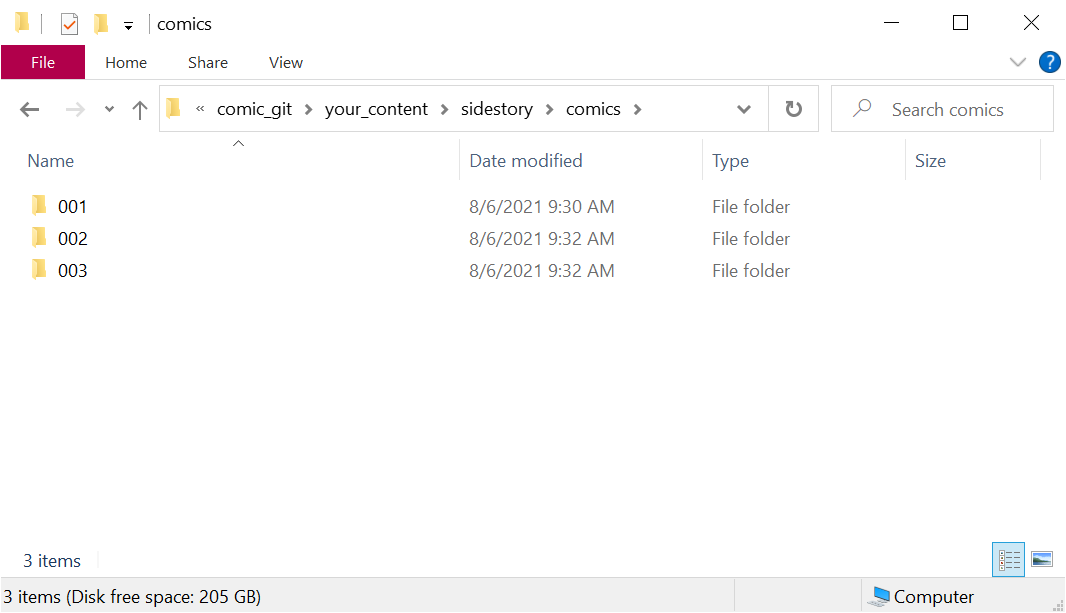 comics
File Home Share View ?
« comic_git > your_content > sidestory > comics > Search comics
Name Date modified Type Size
001 8/6/2021 9:30 AM File folder
002 8/6/2021 9:32 AM File folder
003 8/6/2021 9:32 AM File folder
3 items
3 items (Disk free space: 205 GB) Computer